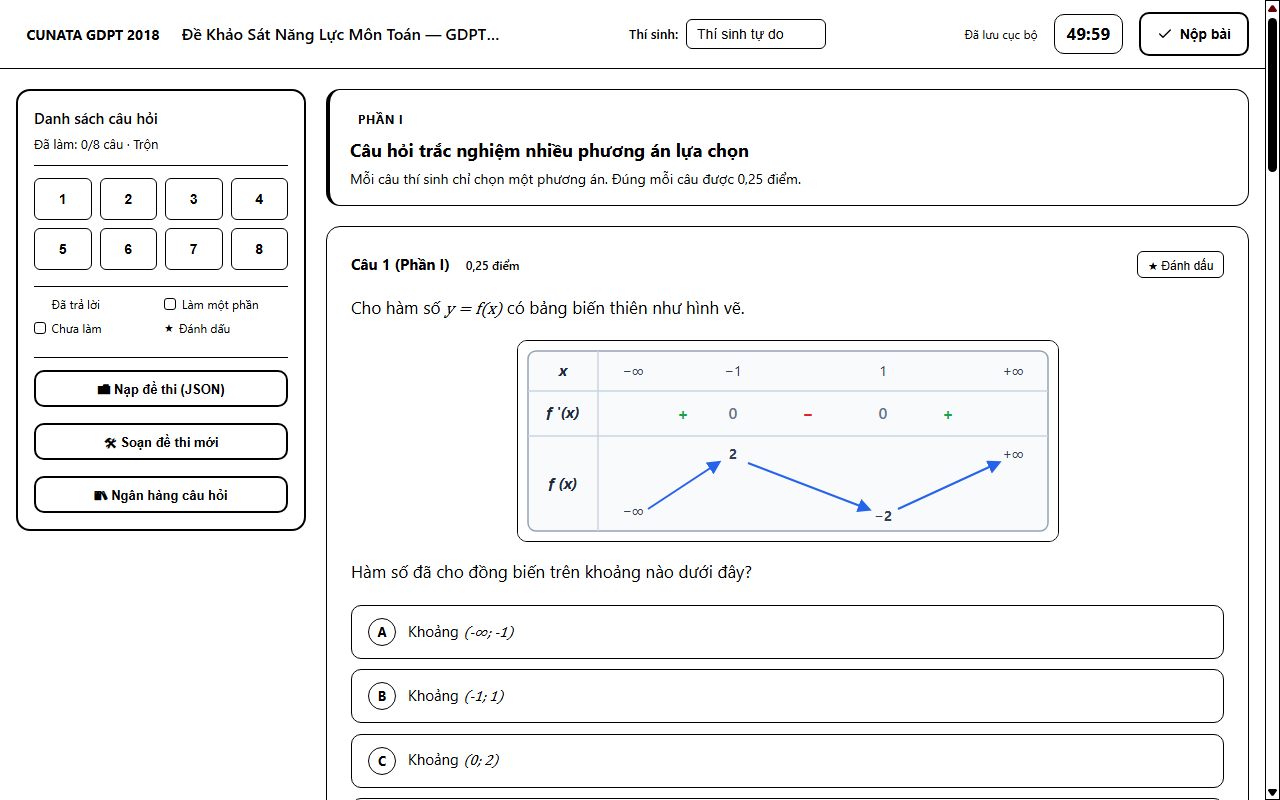 CUNATA GDPT 2018 Đề Khảo Sát Năng Lực Môn Toán — GDPT... Thí sinh: Thí sinh tự do Đã lưu cục bộ 49:59 ✓ Nộp bài
Danh sách câu hỏi
Đã làm: 0/8 câu · Trộn
1 2 3 4
5 6 7 8
Đã trả lời Làm một phần
Chưa làm ★ Đánh dấu
Nạp đề thi (JSON)
🛠 Soạn đề thi mới
Ngân hàng câu hỏi
PHẦN I
Câu hỏi trắc nghiệm nhiều phương án lựa chọn
Mỗi câu thí sinh chỉ chọn một phương án. Đúng mỗi câu được 0,25 điểm.
Câu 1 (Phần I) 0,25 điểm ★ Đánh dấu
Cho hàm số y = f(x) có bảng biến thiên như hình vẽ.
x −∞ −1 1 +∞
f '(x) + 0 − 0 +
2 +∞
f (x)
−∞ −2
Hàm số đã cho đồng biến trên khoảng nào dưới đây?
A Khoảng (-∞; -1)
B Khoảng (-1; 1)
C Khoảng (0; 2)